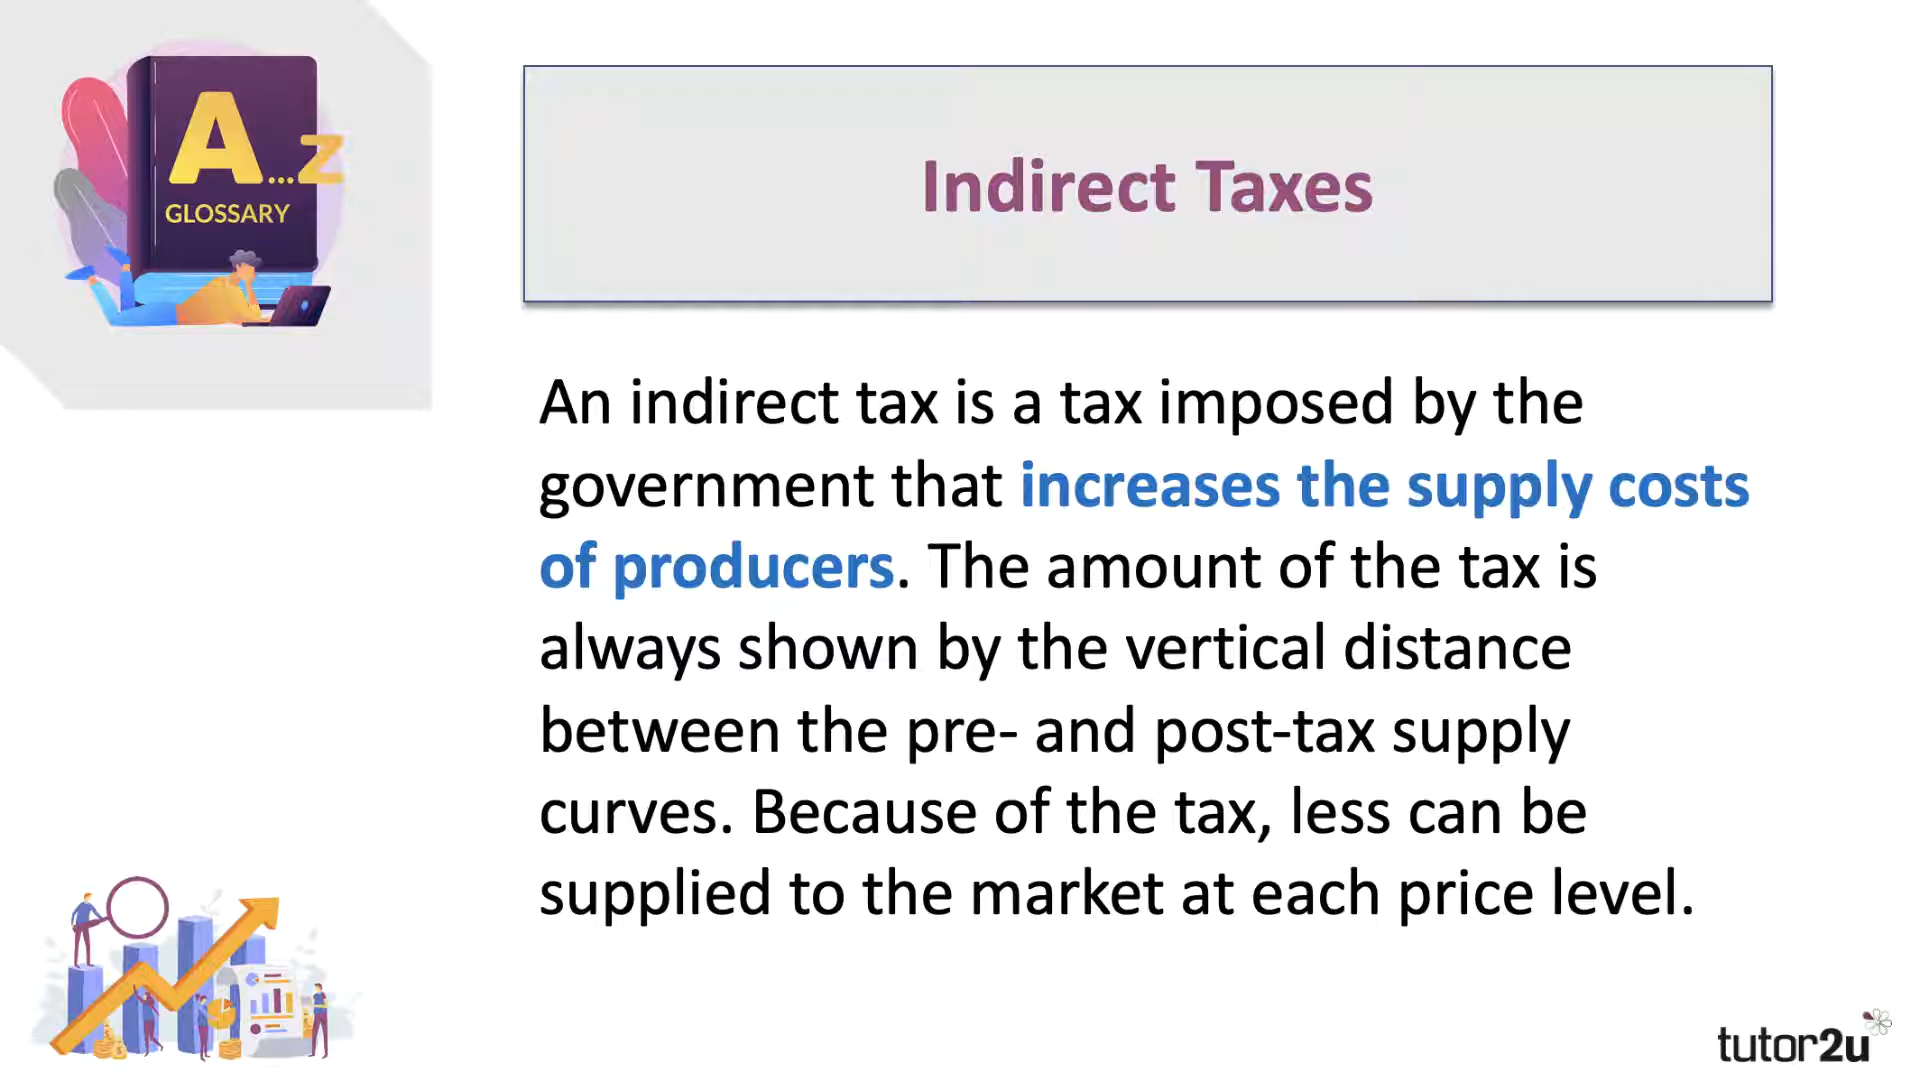 A...Z
GLOSSARY
Indirect Taxes
An indirect tax is a tax imposed by the
government that increases the supply costs
of producers. The amount of the tax is
always shown by the vertical distance
between the pre- and post-tax supply
curves. Because of the tax, less can be
supplied to the market at each price level.
tutor2u